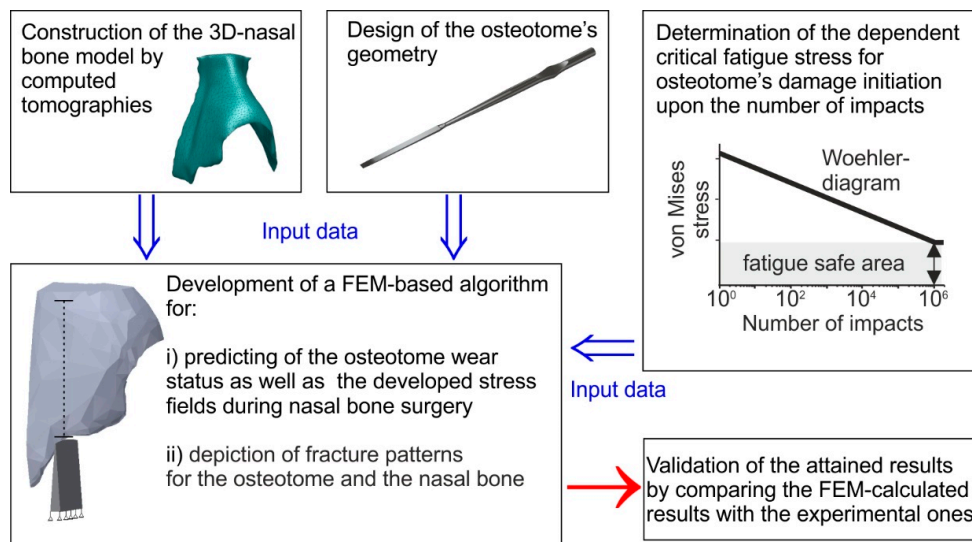 Construction of the 3D-nasal
bone model by
computed
tomographies
Design of the osteotome's
geometry
Determination of the dependent
critical fatigue stress for
osteotome's damage initiation
upon the number of impacts
von Mises
stress
Woehler-
diagram
fatigue safe area
10⁰ 10² 10⁴ 10⁶
Number of impacts
Input data
Input data
Development of a FEM-based algorithm
for:
i) predicting of the osteotome wear
status as well as the developed stress
fields during nasal bone surgery
ii) depiction of fracture patterns
for the osteotome and the nasal bone
Validation of the attained results
by comparing the FEM-calculated
results with the experimental ones